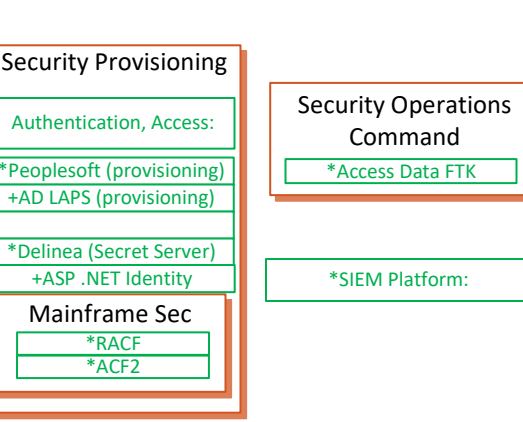 Security Provisioning
Authentication, Access:
*Peoplesoft (provisioning)
+AD LAPS (provisioning)
*Delinea (Secret Server)
+ASP .NET Identity
Mainframe Sec
*RACF
*ACF2
Security Operations
Command
*Access Data FTK
*SIEM Platform: